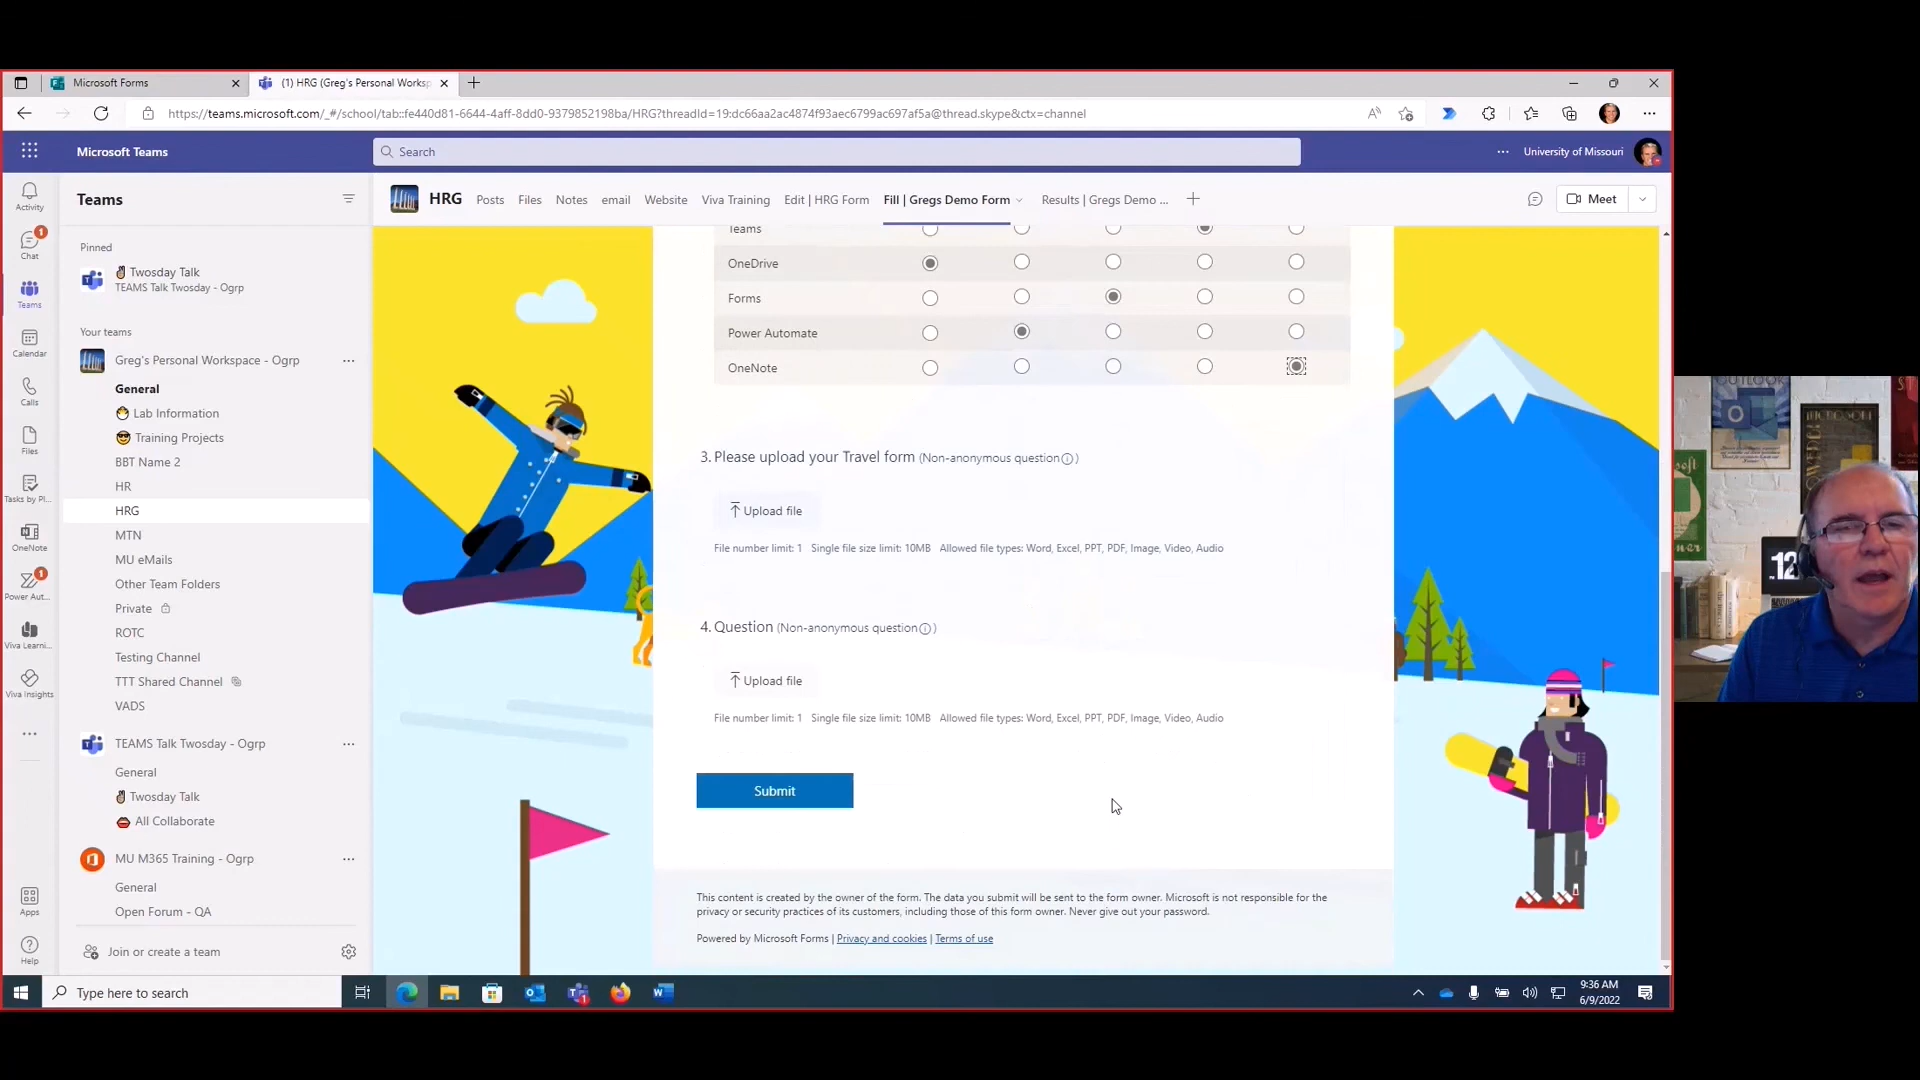 Microsoft Forms
(1) HRG (Greg's Personal Worksp
https://teams.microsoft.com/_#/school/tab::fe440d81-6644-4aff-8dd0-9379852198ba/HRG?threadId=19:dc66aa2ac4874f93aec6799ac697af5a@thread.skype&ctx=channel
Microsoft Teams
Search
University of Missouri
Activity
Chat
1
Teams
Calendar
Calls
Files
Tasks by Pl...
OneNote
Power Aut...
1
Viva Learni...
Viva Insights
Apps
Help
Teams
Pinned
Twosday Talk
TEAMS Talk Twosday - Ogrp
Your teams
Greg's Personal Workspace - Ogrp
General
Lab Information
Training Projects
BBT Name 2
HR
HRG
MTN
MU eMails
Other Team Folders
Private
ROTC
Testing Channel
TTT Shared Channel
VADS
TEAMS Talk Twosday - Ogrp
General
Twosday Talk
All Collaborate
MU M365 Training - Ogrp
General
Open Forum - QA
Join or create a team
HRG Posts Files Notes email Website Viva Training Edit | HRG Form Fill | Gregs Demo Form Results | Gregs Demo ...
Meet
Teams
OneDrive
Forms
Power Automate
OneNote
3. Please upload your Travel form (Non-anonymous question)
Upload file
File number limit: 1 Single file size limit: 10MB Allowed file types: Word, Excel, PPT, PDF, Image, Video, Audio
4. Question (Non-anonymous question)
Upload file
File number limit: 1 Single file size limit: 10MB Allowed file types: Word, Excel, PPT, PDF, Image, Video, Audio
Submit
This content is created by the owner of the form. The data you submit will be sent to the form owner. Microsoft is not responsible for the
privacy or security practices of its customers, including those of this form owner. Never give out your password.
Powered by Microsoft Forms | Privacy and cookies | Terms of use
OUTLOOK
12
Type here to search
9:36 AM
6/9/2022